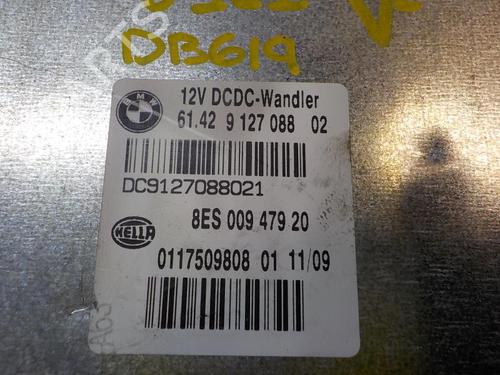 DB619
BMW
12V DCDC-Wandler
61.42 9 127 088 02
DC9127088021
8ES 009 479 20
HELLA
0117509808 01 11/09